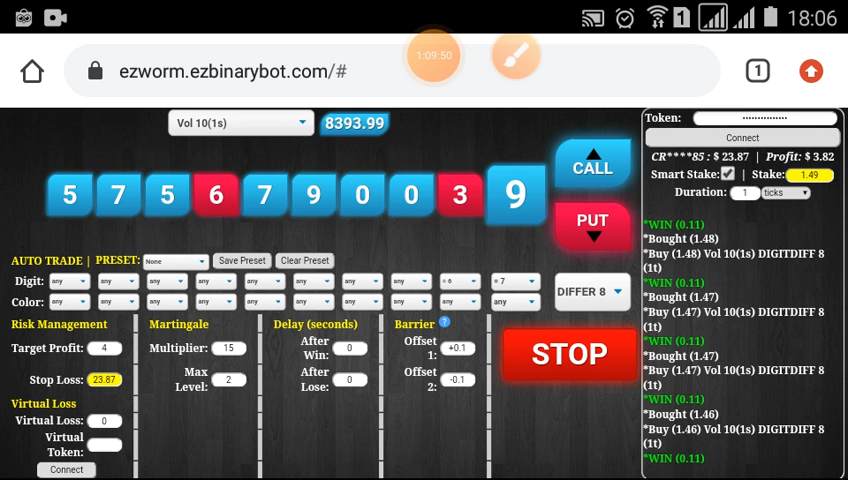 18:06
1:09:50
ezworm.ezbinarybot.com/#
1
Vol 10(1s)
8393.99
5 7 5 6 7 9 0 0 3 9
CALL
PUT
AUTO TRADE | PRESET: None Save Preset Clear Preset
Digit: any any any any any any any any = 6 = 7
Color: any any any any any any any any any any
DIFFER 8
Risk Management
Target Profit: 4
Stop Loss: 23.87
Virtual Loss
Virtual Loss: 0
Virtual
Token:
Connect
Martingale
Multiplier: 15
Max
Level: 2
Delay (seconds)
After
Win: 0
After
Lose: 0
Barrier ?
Offset
1: +0.1
Offset
2: -0.1
STOP
Token: ••••••••••••••
Connect
CR****85 : $ 23.87 | Profit: $ 3.82
Smart Stake: | Stake: 1.49
Duration: 1 ticks
*WIN (0.11)
*Bought (1.48)
*Buy (1.48) Vol 10(1s) DIGITDIFF 8
(1t)
*WIN (0.11)
*Bought (1.47)
*Buy (1.47) Vol 10(1s) DIGITDIFF 8
(1t)
*WIN (0.11)
*Bought (1.47)
*Buy (1.47) Vol 10(1s) DIGITDIFF 8
(1t)
*WIN (0.11)
*Bought (1.46)
*Buy (1.46) Vol 10(1s) DIGITDIFF 8
(1t)
*WIN (0.11)